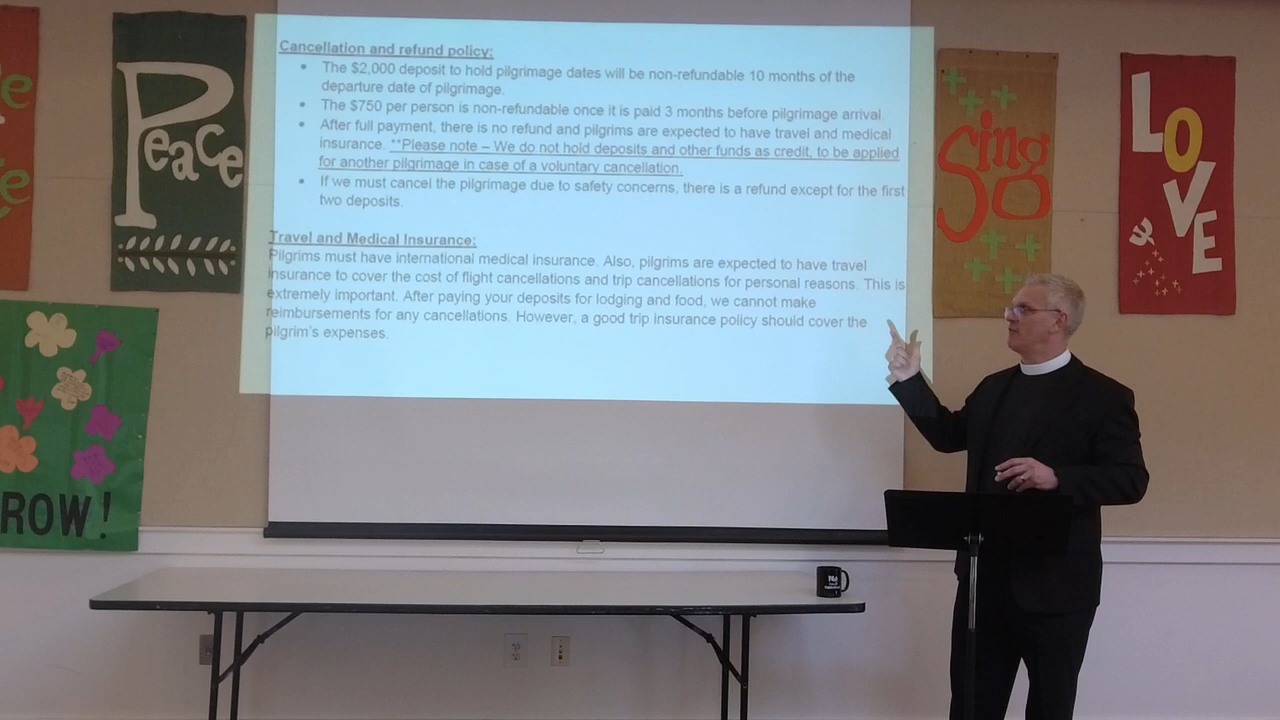 Cancellation and refund policy:
• The $2,000 deposit to hold pilgrimage dates will be non-refundable 10 months of the
departure date of pilgrimage.
• The $750 per person is non-refundable once it is paid 3 months before pilgrimage arrival.
• After full payment, there is no refund and pilgrims are expected to have travel and medical
insurance. **Please note – We do not hold deposits and other funds as credit, to be applied
for another pilgrimage in case of a voluntary cancellation.
• If we must cancel the pilgrimage due to safety concerns, there is a refund except for the first
two deposits.
Travel and Medical Insurance:
Pilgrims must have international medical insurance. Also, pilgrims are expected to have travel
insurance to cover the cost of flight cancellations and trip cancellations for personal reasons. This is
extremely important. After paying your deposits for lodging and food, we cannot make
reimbursements for any cancellations. However, a good trip insurance policy should cover the
pilgrim's expenses.
Peace
Sing
LOVE
ROW!